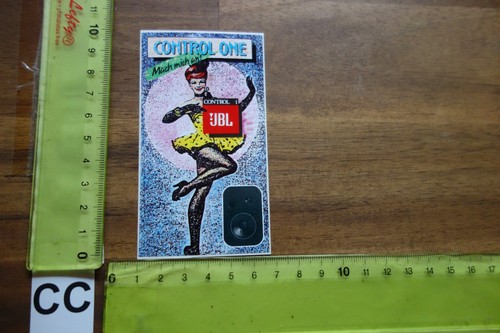 CONTROL ONE
Mach mich an!
CONTROL 1
JBL
CC